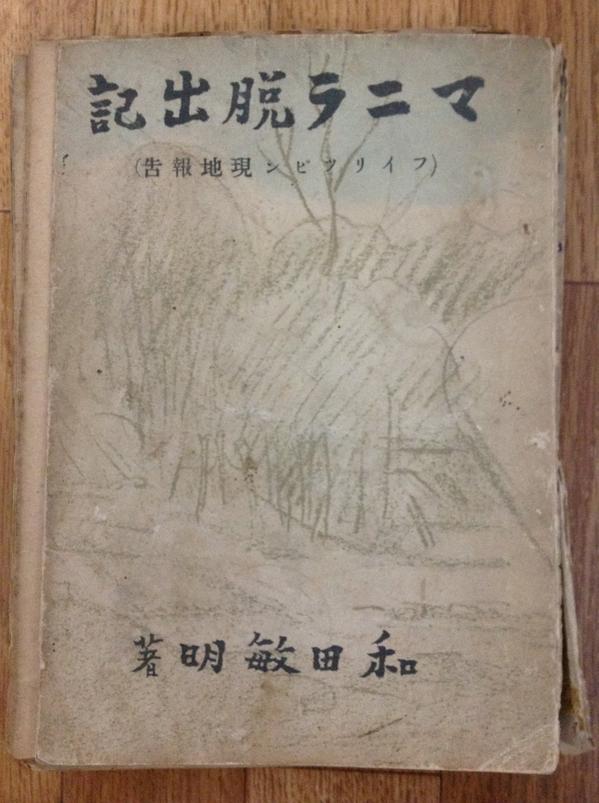 マニラ脱出記
(フイリツピン現地報告)
和田敏明著